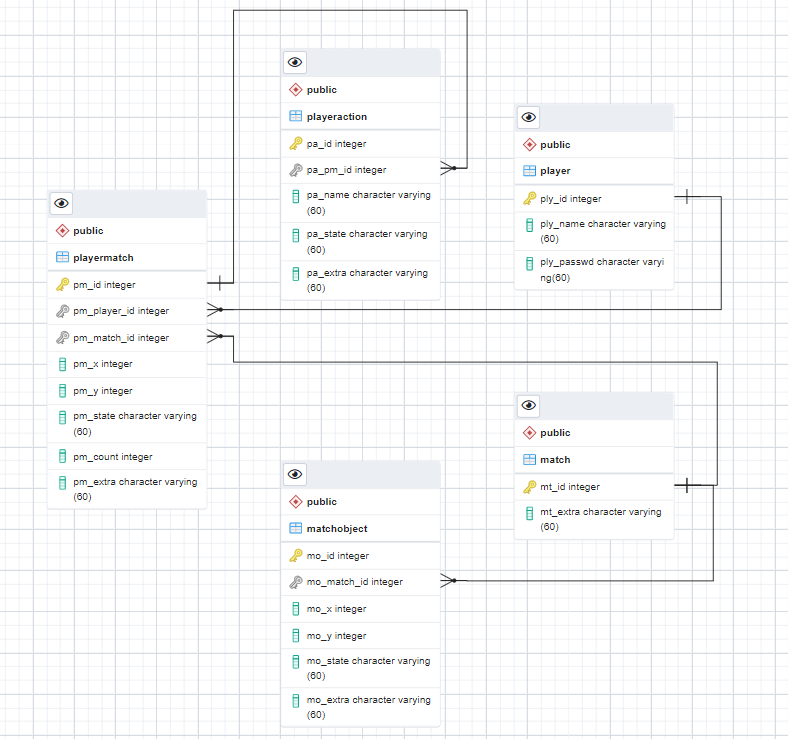 public
playeraction
pa_id integer
pa_pm_id integer
pa_name character varying
(60)
pa_state character varying
(60)
pa_extra character varying
(60)
public
player
ply_id integer
ply_name character varying
(60)
ply_passwd character varyi
ng(60)
public
playermatch
pm_id integer
pm_player_id integer
pm_match_id integer
pm_x integer
pm_y integer
pm_state character varying
(60)
pm_count integer
pm_extra character varying
(60)
public
match
mt_id integer
mt_extra character varying
(60)
public
matchobject
mo_id integer
mo_match_id integer
mo_x integer
mo_y integer
mo_state character varying
(60)
mo_extra character varying
(60)